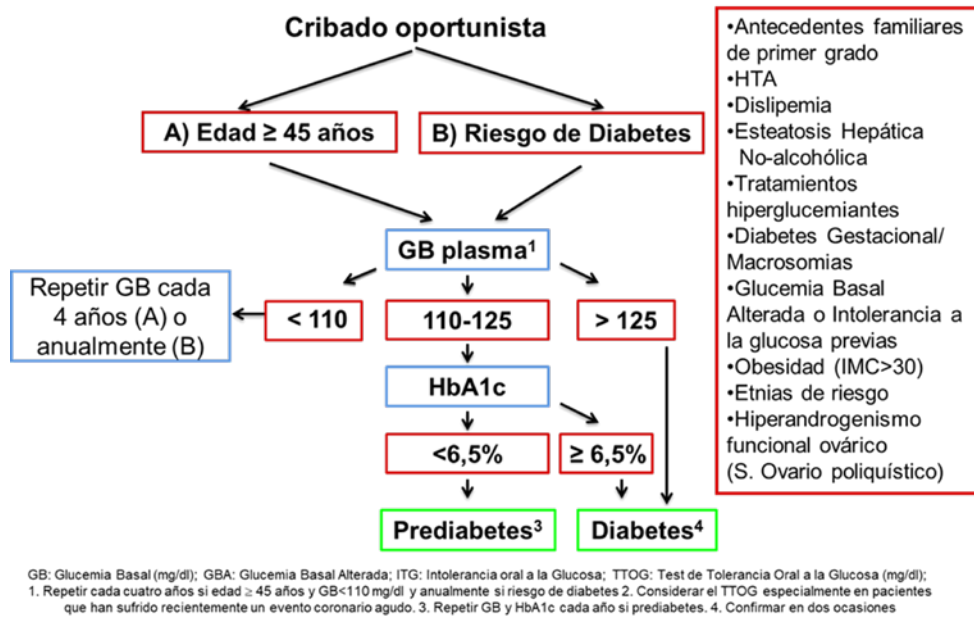 Cribado oportunista
A) Edad ≥ 45 años
B) Riesgo de Diabetes
GB plasma¹
< 110
110-125
> 125
Repetir GB cada
4 años (A) o
anualmente (B)
HbA1c
<6,5%
≥ 6,5%
Prediabetes³
Diabetes⁴
•Antecedentes familiares
de primer grado
•HTA
•Dislipemia
•Esteatosis Hepática
No-alcohólica
•Tratamientos
hiperglucemiantes
•Diabetes Gestacional/
Macrosomias
•Glucemia Basal
Alterada o Intolerancia a
la glucosa previas
•Obesidad (IMC>30)
•Etnias de riesgo
•Hiperandrogenismo
funcional ovárico
(S. Ovario poliquístico)
GB: Glucemia Basal (mg/dl); GBA: Glucemia Basal Alterada; ITG: Intolerancia oral a la Glucosa; TTOG: Test de Tolerancia Oral a la Glucosa (mg/dl);
1. Repetir cada cuatro años si edad ≥ 45 años y GB<110 mg/dl y anualmente si riesgo de diabetes 2. Considerar el TTOG especialmente en pacientes
que han sufrido recientemente un evento coronario agudo. 3. Repetir GB y HbA1c cada año si prediabetes. 4. Confirmar en dos ocasiones